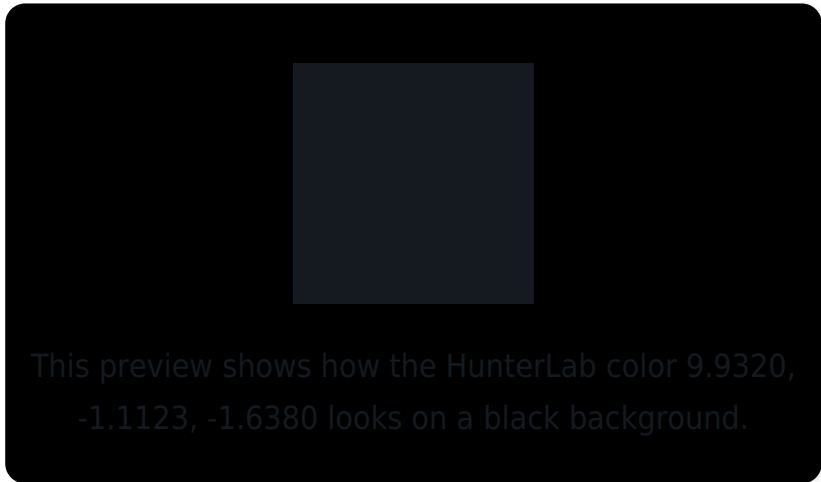 This preview shows how the HunterLab color 9.9320,
-1.1123, -1.6380 looks on a black background.